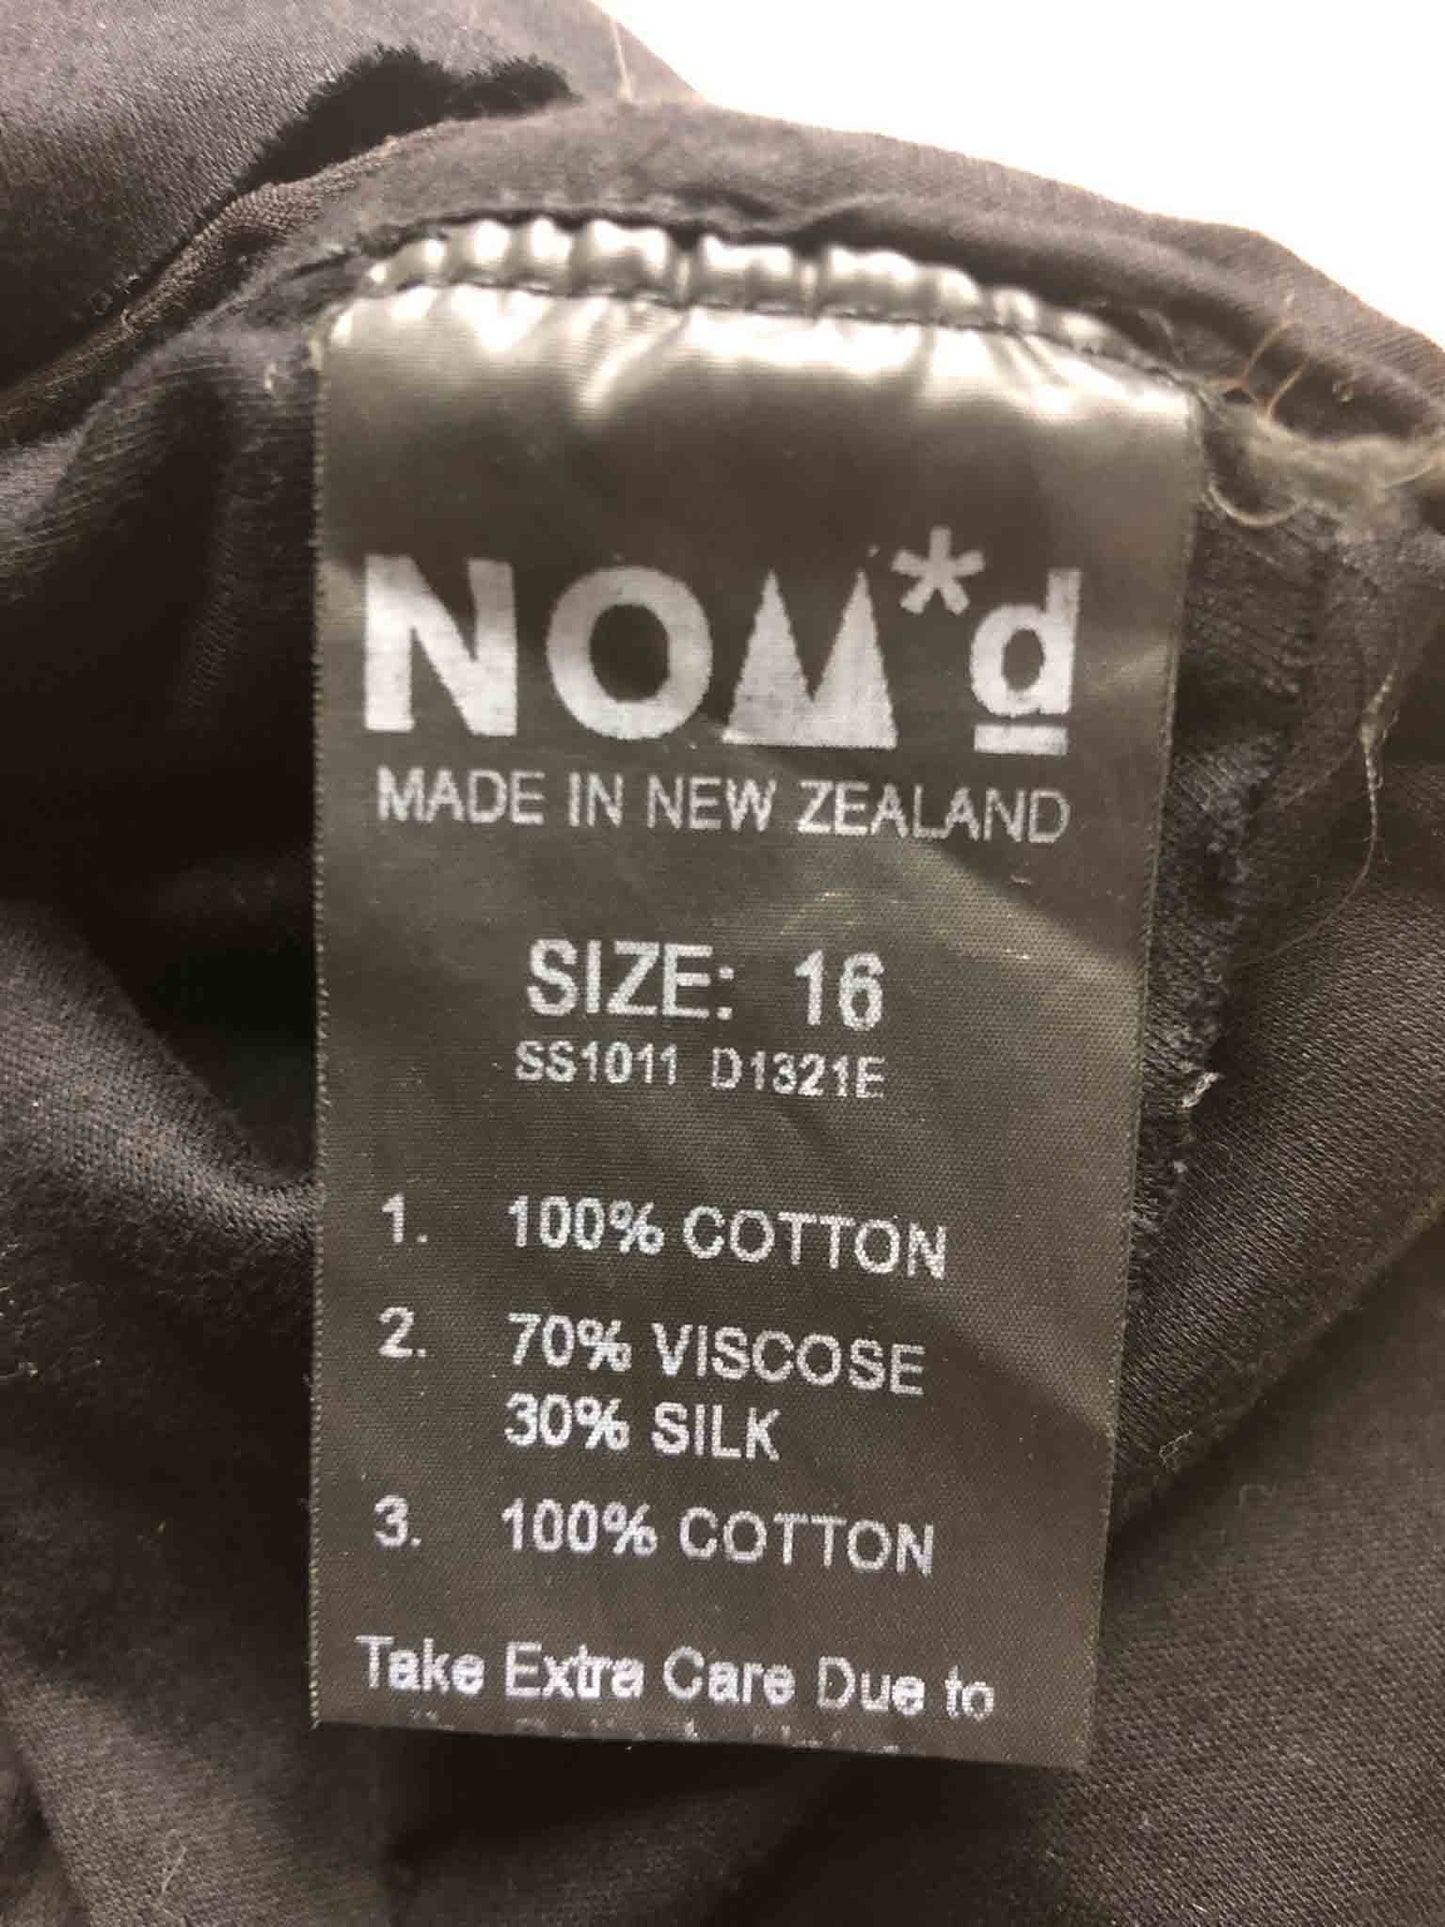 NOM*d
MADE IN NEW ZEALAND
SIZE: 16
SS1011 D1321E
1. 100% COTTON
2. 70% VISCOSE
30% SILK
3. 100% COTTON
Take Extra Care Due to